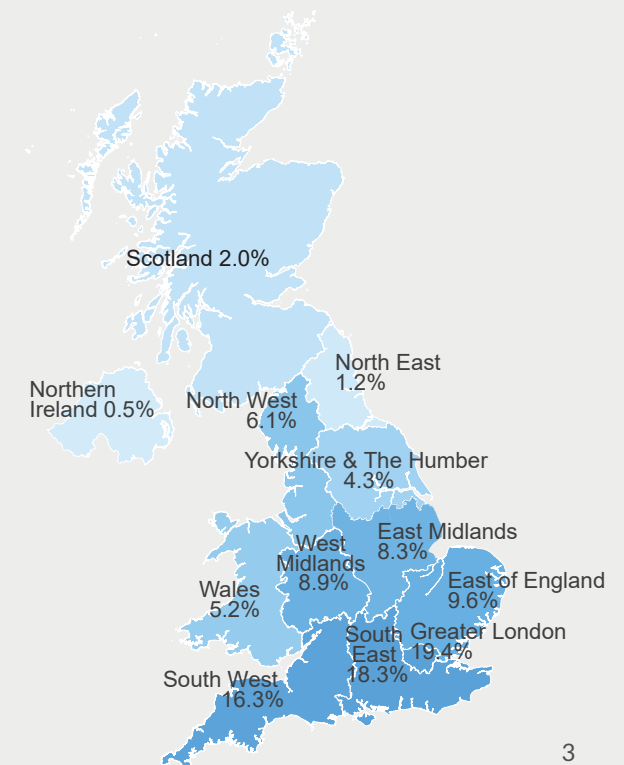 Scotland 2.0%
North East
1.2%
Northern
Ireland 0.5%
North West
6.1%
Yorkshire & The Humber
4.3%
East Midlands
8.3%
West
Midlands
8.9%
East of England
9.6%
Wales
5.2%
Greater London
19.4%
South
East
18.3%
South West
16.3%
3